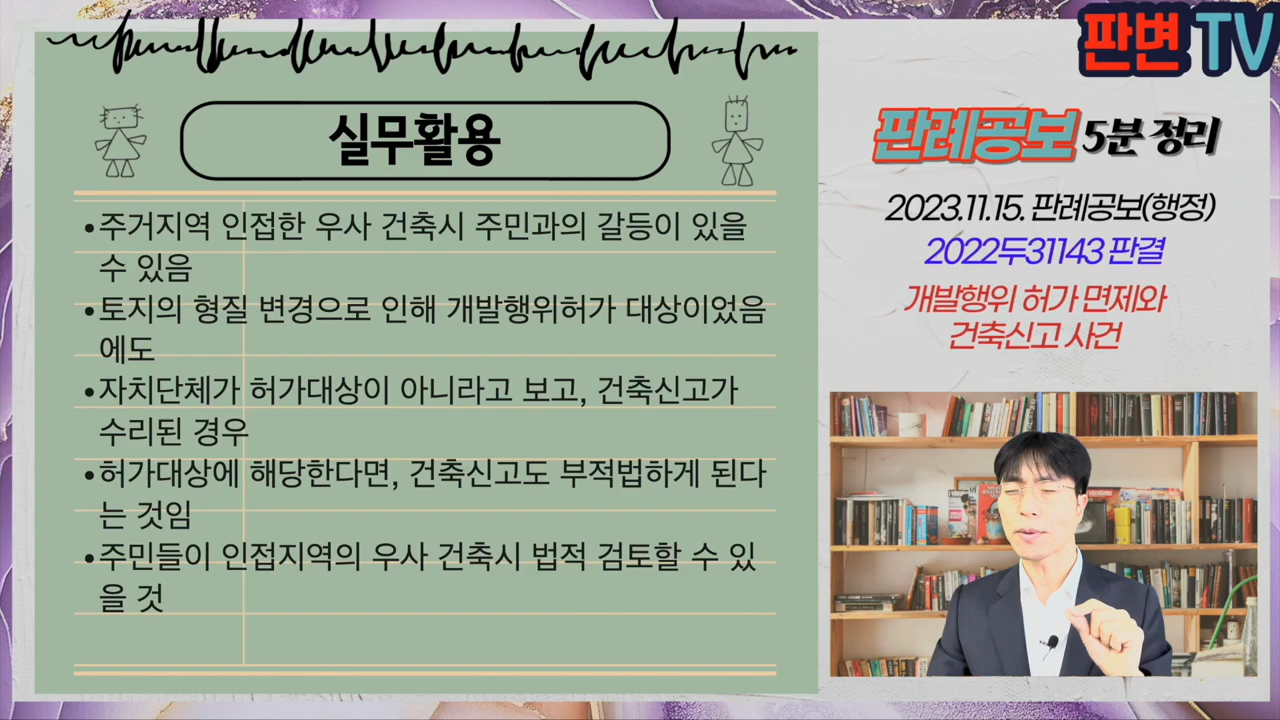 판변 TV
실무활용
• 주거지역 인접한 우사 건축시 주민과의 갈등이 있을
수 있음
• 토지의 형질 변경으로 인해 개발행위허가 대상이었음
에도
• 자치단체가 허가대상이 아니라고 보고, 건축신고가
수리된 경우
• 허가대상에 해당한다면, 건축신고도 부적법하게 된다
는 것임
• 주민들이 인접지역의 우사 건축시 법적 검토할 수 있
을 것
판례공보 5분 정리
2023.11.15. 판례공보(행정)
2022두31143 판결
개발행위 허가 면제와
건축신고 사건